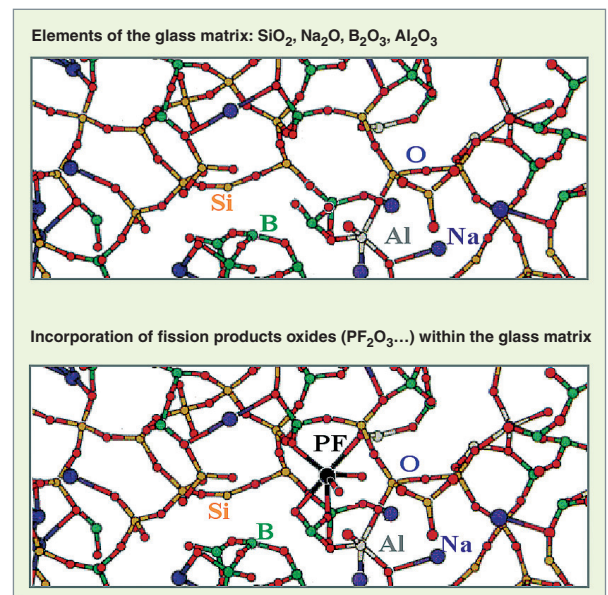 Elements of the glass matrix: SiO₂, Na₂O, B₂O₃, Al₂O₃
O
Si
B
Al
Na
Incorporation of fission products oxides (PF₂O₃...) within the glass matrix
PF
O
Si
B
Al
Na